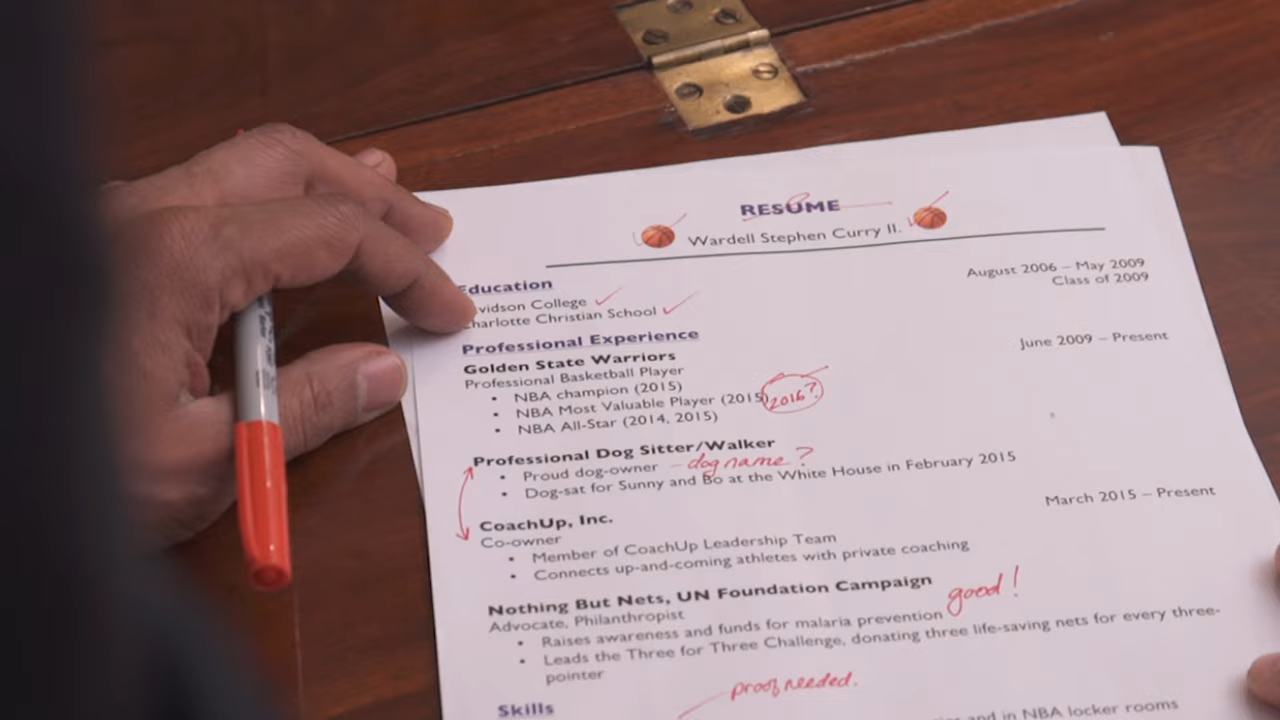 RESUME
Wardell Stephen Curry II.
Education
vidson College August 2006 – May 2009
harlotte Christian School Class of 2009
Professional Experience
Golden State Warriors June 2009 – Present
Professional Basketball Player
• NBA champion (2015)
• NBA Most Valuable Player (2015) 2016?
• NBA All-Star (2014, 2015)
Professional Dog Sitter/Walker
• Proud dog-owner – dog name?
• Dog-sat for Sunny and Bo at the White House in February 2015
CoachUp, Inc. March 2015 – Present
Co-owner
• Member of CoachUp Leadership Team
• Connects up-and-coming athletes with private coaching
Nothing But Nets, UN Foundation Campaign good!
Advocate, Philanthropist
• Raises awareness and funds for malaria prevention
• Leads the Three for Three Challenge, donating three life-saving nets for every three-
pointer
proof needed.
Skills
and in NBA locker rooms